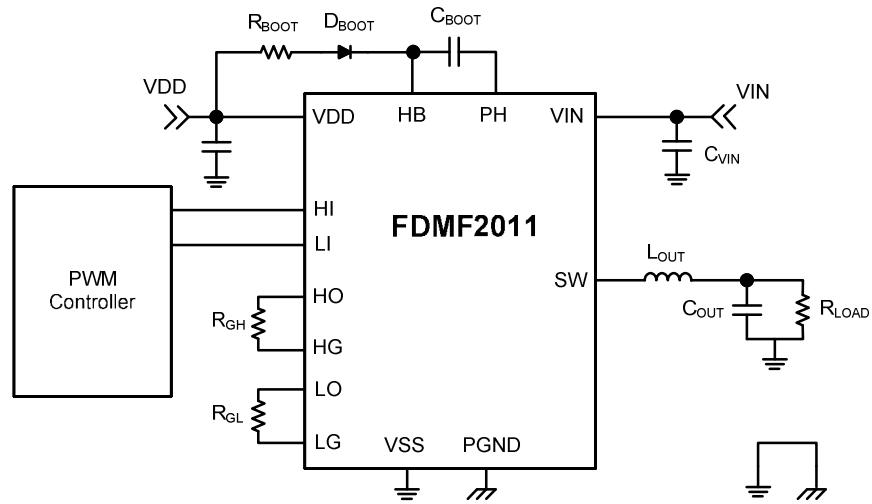 RBOOT DBOOT CBOOT
VDD
VIN
VDD HB PH VIN
CVIN
HI
LI
FDMF2011
PWM
Controller
LOUT
SW
HO
RGH
HG
COUT RLOAD
LO
RGL
LG
VSS PGND